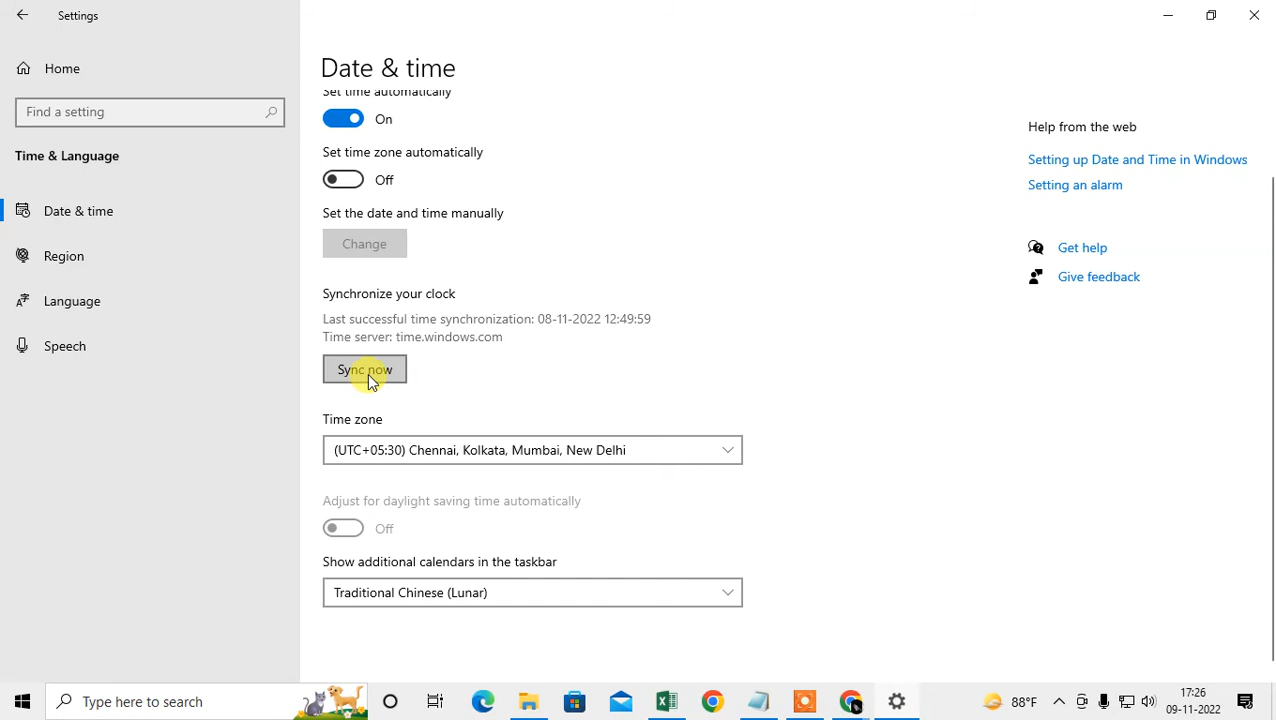 Settings
Home
Find a setting
Time & Language
Date & time
Region
Language
Speech
Date & time
Set time automatically
On
Set time zone automatically
Off
Set the date and time manually
Change
Synchronize your clock
Last successful time synchronization: 08-11-2022 12:49:59
Time server: time.windows.com
Sync now
Time zone
(UTC+05:30) Chennai, Kolkata, Mumbai, New Delhi
Adjust for daylight saving time automatically
Off
Show additional calendars in the taskbar
Traditional Chinese (Lunar)
Help from the web
Setting up Date and Time in Windows
Setting an alarm
Get help
Give feedback
Type here to search
88°F
17:26
09-11-2022